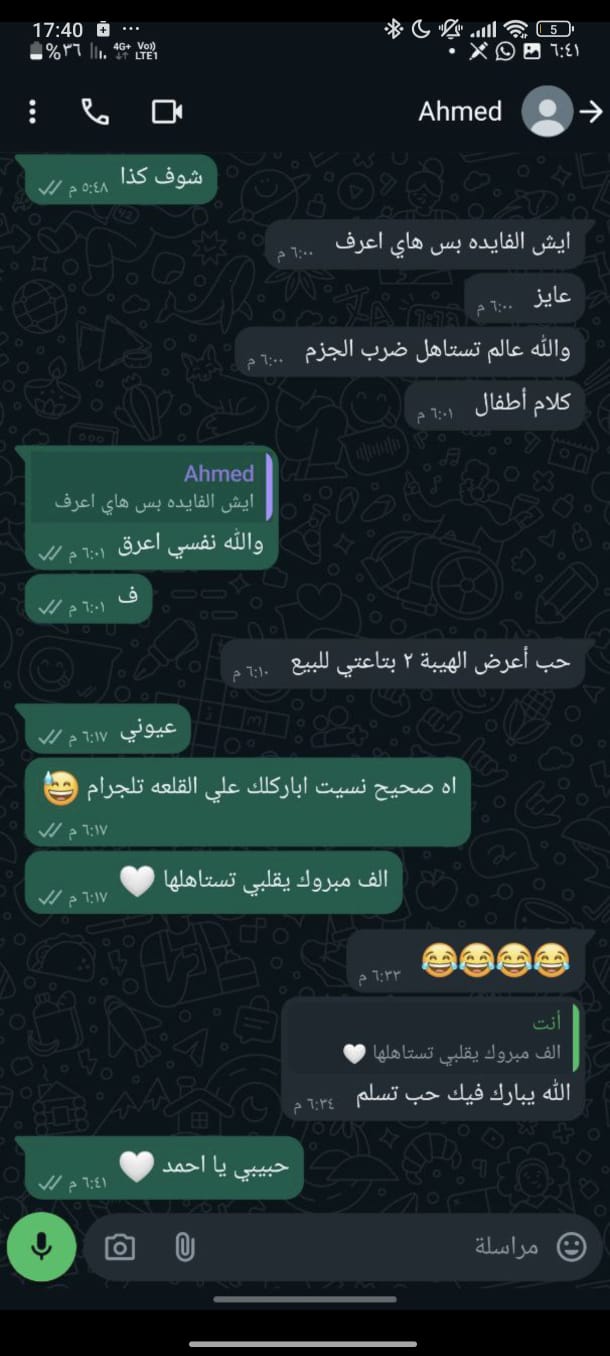 17:40 ...
5
٣٦%
4G+ Vo)) LTE1
٦:٤١
Ahmed
شوف كذا
٥:٤٨ م
ايش الفايده بس هاي اعرف
٦:٠٠ م
عايز
٦:٠٠ م
والله عالم تستاهل ضرب الجزم
٦:٠٠ م
كلام أطفال
٦:٠١ م
Ahmed
ايش الفايده بس هاي اعرف
والله نفسي اعرق
٦:٠١ م
ف
٦:٠١ م
حب أعرض الهيبة ٢ بتاعتي للبيع
٦:١٠ م
عيوني
٦:١٧ م
اه صحيح نسيت اباركلك علي القلعه تلجرام 😅
٦:١٧ م
الف مبروك يقلبي تستاهلها 🤍
٦:١٧ م
😂😂😂😂
٦:٣٣ م
أنت
الف مبروك يقلبي تستاهلها 🤍
الله يبارك فيك حب تسلم
٦:٣٤ م
حبيبي يا احمد 🤍
٦:٤١ م
مراسلة